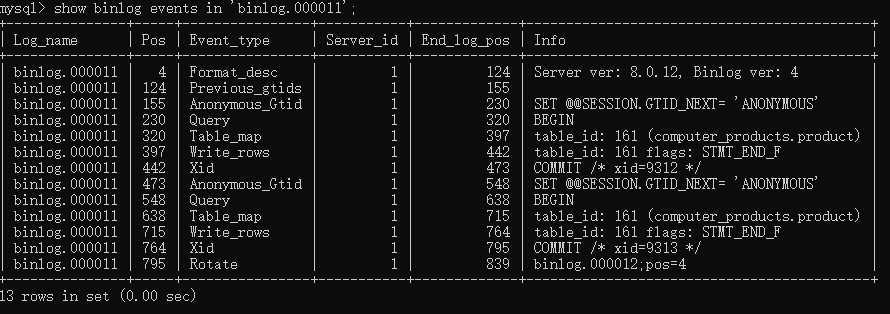 mysql> show binlog events in 'binlog.000011';
| Log_name | Pos | Event_type | Server_id | End_log_pos | Info |
| binlog.000011 | 4 | Format_desc | 1 | 124 | Server ver: 8.0.12, Binlog ver: 4 |
| binlog.000011 | 124 | Previous_gtids | 1 | 155 | |
| binlog.000011 | 155 | Anonymous_Gtid | 1 | 230 | SET @@SESSION.GTID_NEXT= 'ANONYMOUS' |
| binlog.000011 | 230 | Query | 1 | 320 | BEGIN |
| binlog.000011 | 320 | Table_map | 1 | 397 | table_id: 161 (computer_products.product) |
| binlog.000011 | 397 | Write_rows | 1 | 442 | table_id: 161 flags: STMT_END_F |
| binlog.000011 | 442 | Xid | 1 | 473 | COMMIT /* xid=9312 */ |
| binlog.000011 | 473 | Anonymous_Gtid | 1 | 548 | SET @@SESSION.GTID_NEXT= 'ANONYMOUS' |
| binlog.000011 | 548 | Query | 1 | 638 | BEGIN |
| binlog.000011 | 638 | Table_map | 1 | 715 | table_id: 161 (computer_products.product) |
| binlog.000011 | 715 | Write_rows | 1 | 764 | table_id: 161 flags: STMT_END_F |
| binlog.000011 | 764 | Xid | 1 | 795 | COMMIT /* xid=9313 */ |
| binlog.000011 | 795 | Rotate | 1 | 839 | binlog.000012;pos=4 |
13 rows in set (0.00 sec)